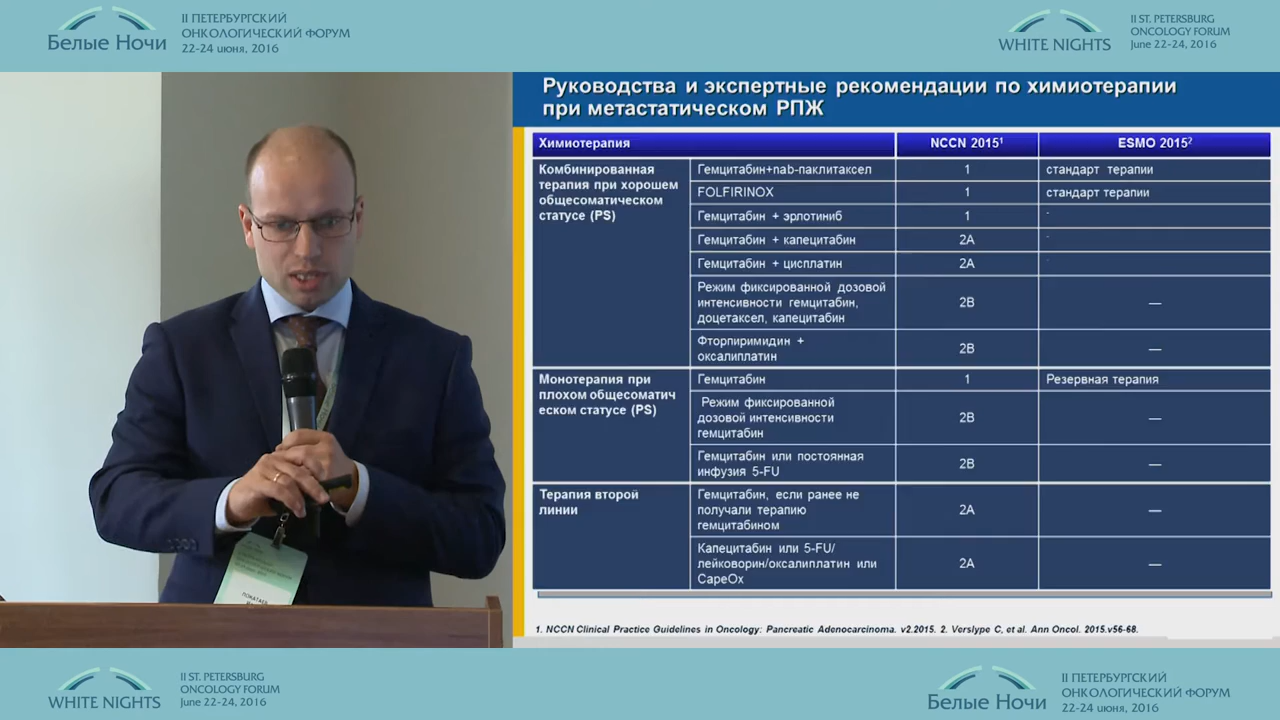 Белые Ночи
II ПЕТЕРБУРГСКИЙ
ОНКОЛОГИЧЕСКИЙ ФОРУМ
22-24 июня, 2016
WHITE NIGHTS
II ST. PETERSBURG
ONCOLOGY FORUM
June 22-24, 2016
Руководства и экспертные рекомендации по химиотерапии
при метастатическом РПЖ
Химиотерапия
NCCN 2015¹
ESMO 2015²
Комбинированная
терапия при хорошем
общесоматическом
статусе (PS)
Гемцитабин+nab-паклитаксел
1
стандарт терапии
FOLFIRINOX
1
стандарт терапии
Гемцитабин + эрлотиниб
1
-
Гемцитабин + капецитабин
2A
-
Гемцитабин + цисплатин
2A
Режим фиксированной дозовой
интенсивности гемцитабин,
доцетаксел, капецитабин
2B
—
Фторпиримидин +
оксалиплатин
2B
—
Монотерапия при
плохом общесоматич
еском статусе (PS)
Гемцитабин
1
Резервная терапия
Режим фиксированной
дозовой интенсивности
гемцитабин
2B
—
Гемцитабин или постоянная
инфузия 5-FU
2B
—
Терапия второй
линии
Гемцитабин, если ранее не
получали терапию
гемцитабином
2A
—
Капецитабин или 5-FU/
лейковорин/оксалиплатин или
CapeOx
2A
—
1. NCCN Clinical Practice Guidelines in Oncology: Pancreatic Adenocarcinoma. v2.2015. 2. Verslype C, et al. Ann Oncol. 2015.v56-68.
ПОКАТАЕВ
WHITE NIGHTS
II ST. PETERSBURG
ONCOLOGY FORUM
June 22-24, 2016
Белые Ночи
II ПЕТЕРБУРГСКИЙ
ОНКОЛОГИЧЕСКИЙ ФОРУМ
22-24 июня, 2016